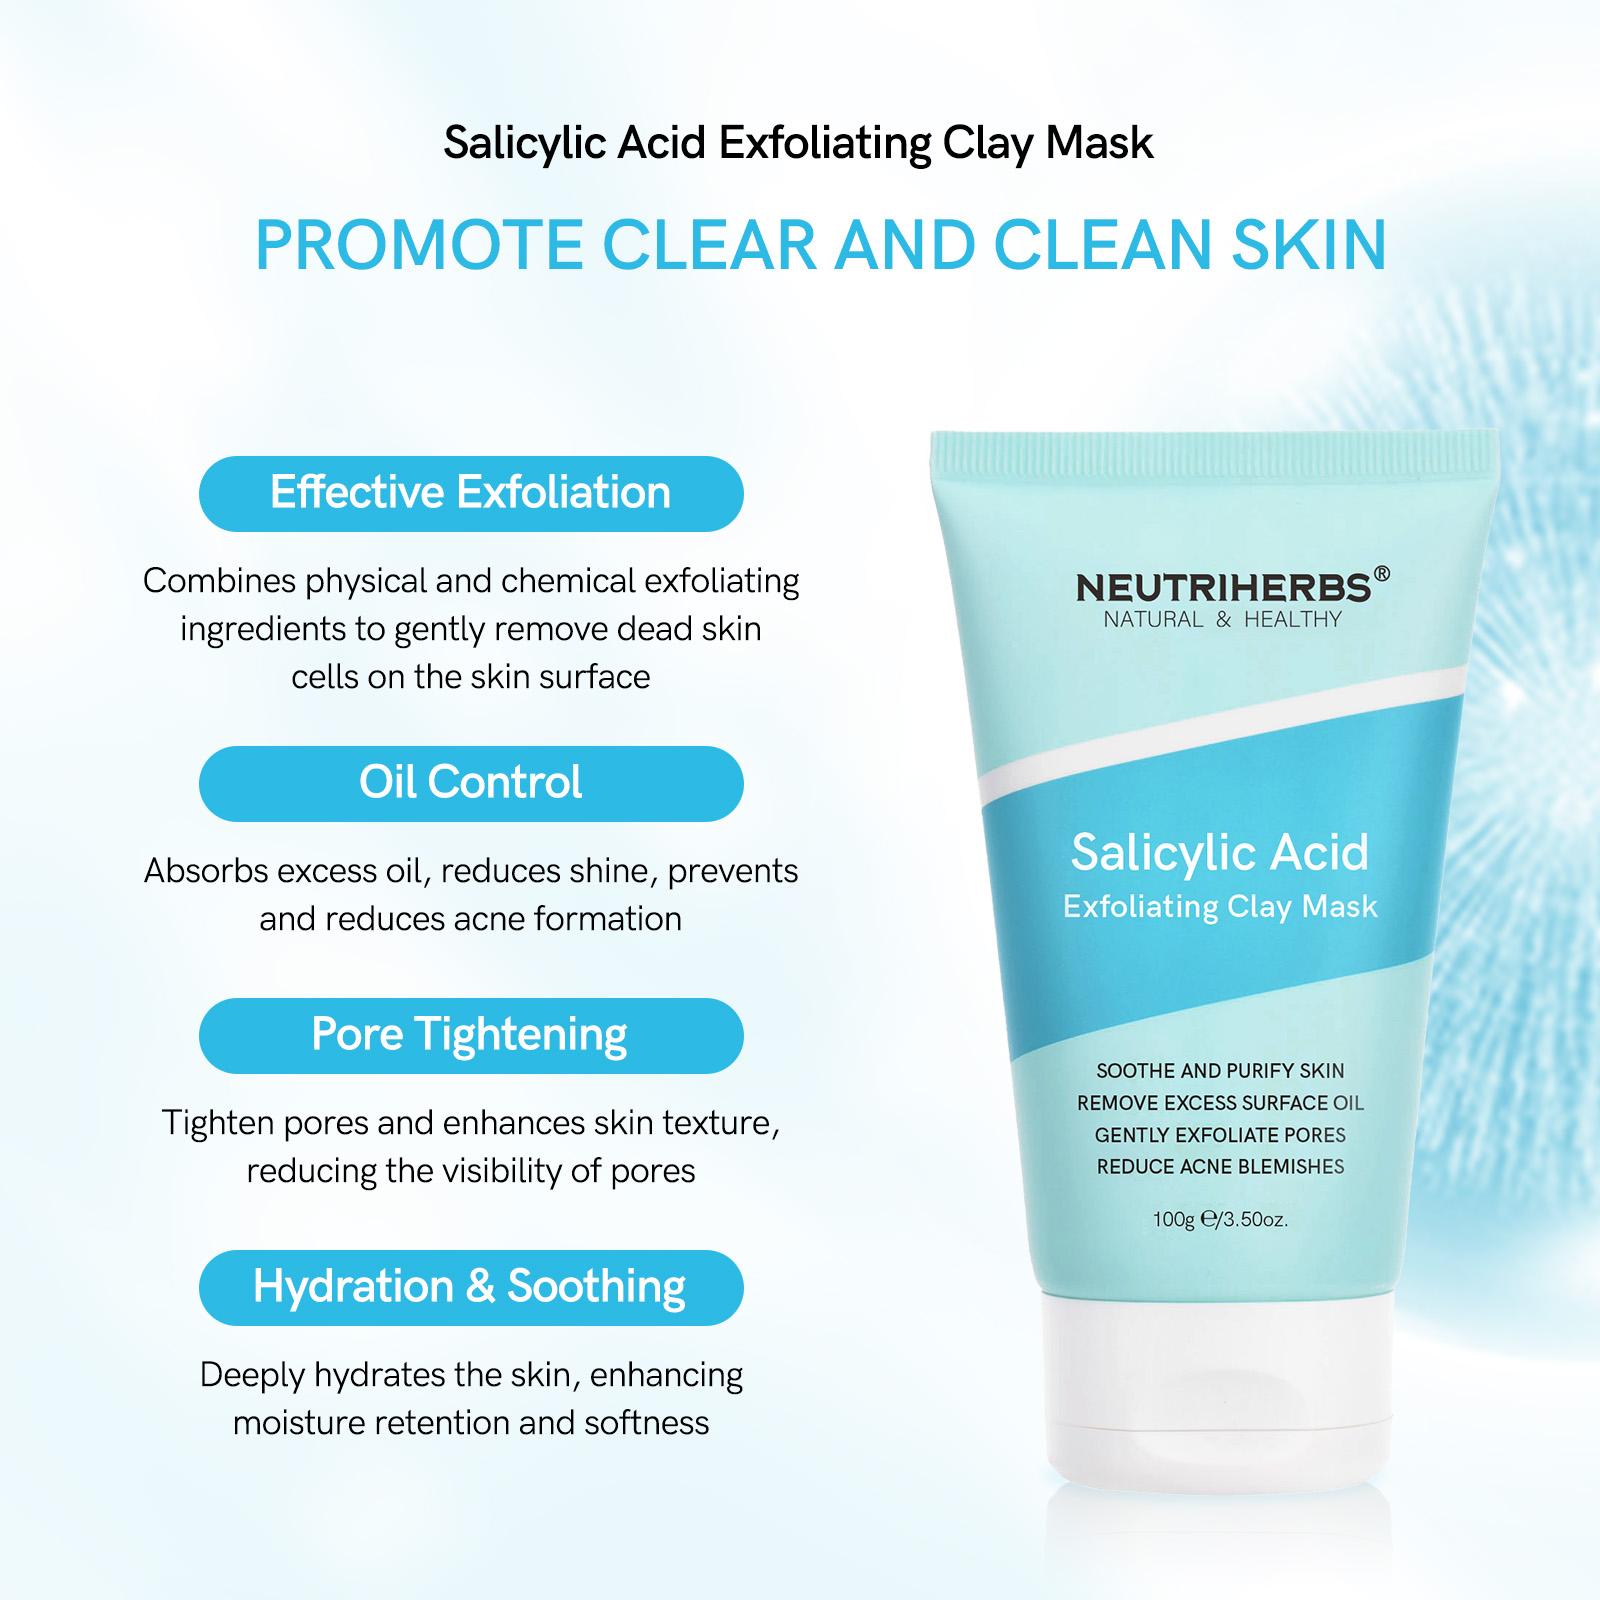 Salicylic Acid Exfoliating Clay Mask
PROMOTE CLEAR AND CLEAN SKIN
Effective Exfoliation
Combines physical and chemical exfoliating
ingredients to gently remove dead skin
cells on the skin surface
Oil Control
Absorbs excess oil, reduces shine, prevents
and reduces acne formation
Pore Tightening
Tighten pores and enhances skin texture,
reducing the visibility of pores
Hydration & Soothing
Deeply hydrates the skin, enhancing
moisture retention and softness
NEUTRIHERBS®
NATURAL & HEALTHY
Salicylic Acid
Exfoliating Clay Mask
SOOTHE AND PURIFY SKIN
REMOVE EXCESS SURFACE OIL
GENTLY EXFOLIATE PORES
REDUCE ACNE BLEMISHES
100g ℮/3.50oz.